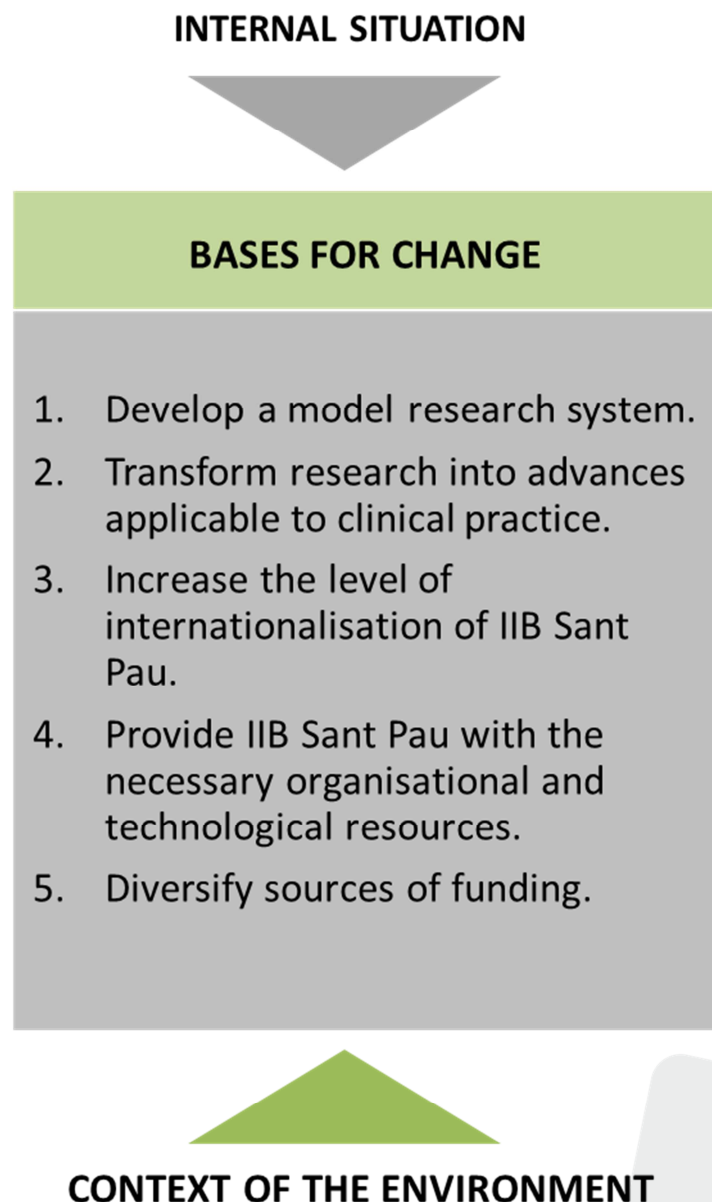 INTERNAL SITUATION
BASES FOR CHANGE
1. Develop a model research system.
2. Transform research into advances
applicable to clinical practice.
3. Increase the level of
internationalisation of IIB Sant
Pau.
4. Provide IIB Sant Pau with the
necessary organisational and
technological resources.
5. Diversify sources of funding.
CONTEXT OF THE ENVIRONMENT